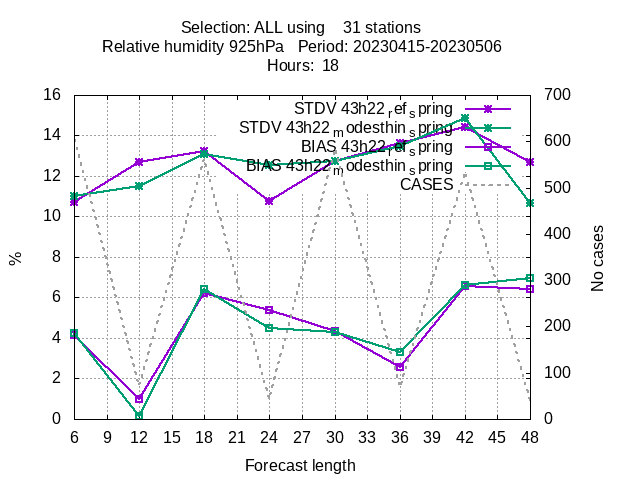 Selection: ALL using    31 stations
Relative humidity 925hPa   Period: 20230415-20230506
Hours:  18
STDV 43h22_ref_spring
STDV 43h22_modesthin_spring
BIAS 43h22_ref_spring
BIAS 43h22_modesthin_spring
CASES
16
14
12
10
8
6
4
2
0
%
700
600
500
400
300
200
100
0
No cases
6 9 12 15 18 21 24 27 30 33 36 39 42 45 48
Forecast length